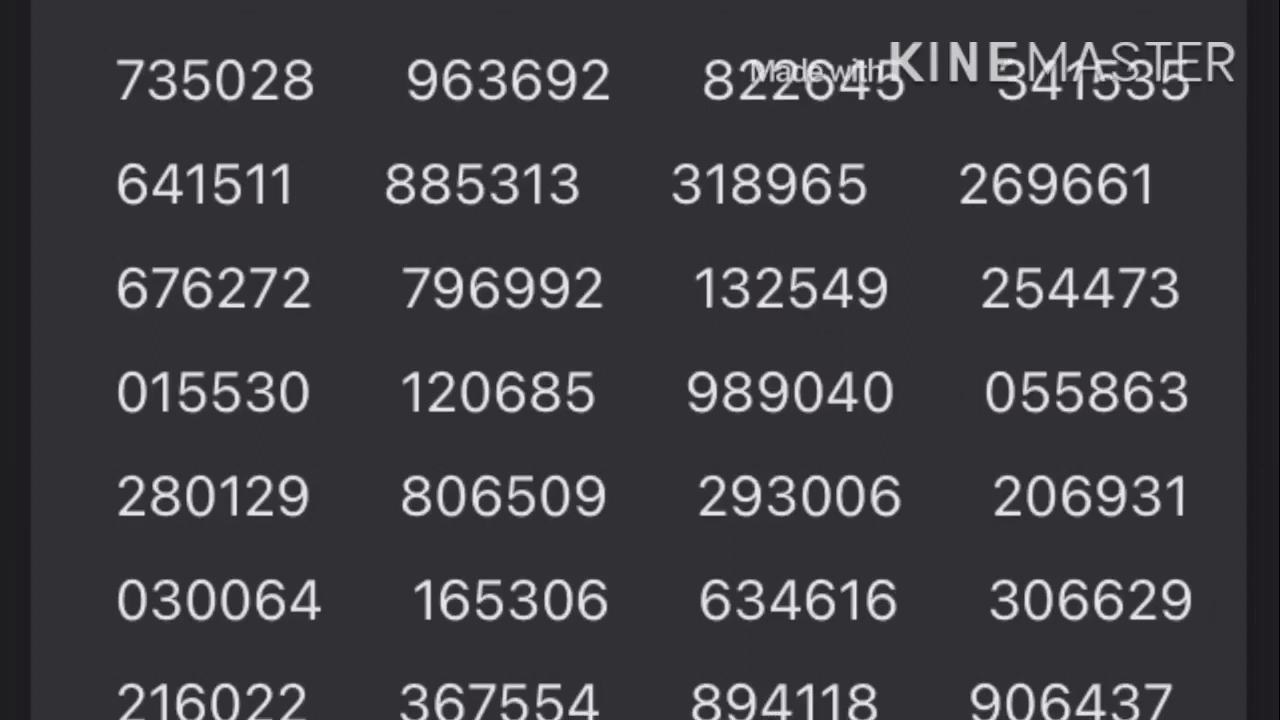 Made with KINEMASTER
735028 963692 822645 341535
641511 885313 318965 269661
676272 796992 132549 254473
015530 120685 989040 055863
280129 806509 293006 206931
030064 165306 634616 306629
216022 367554 894118 906437